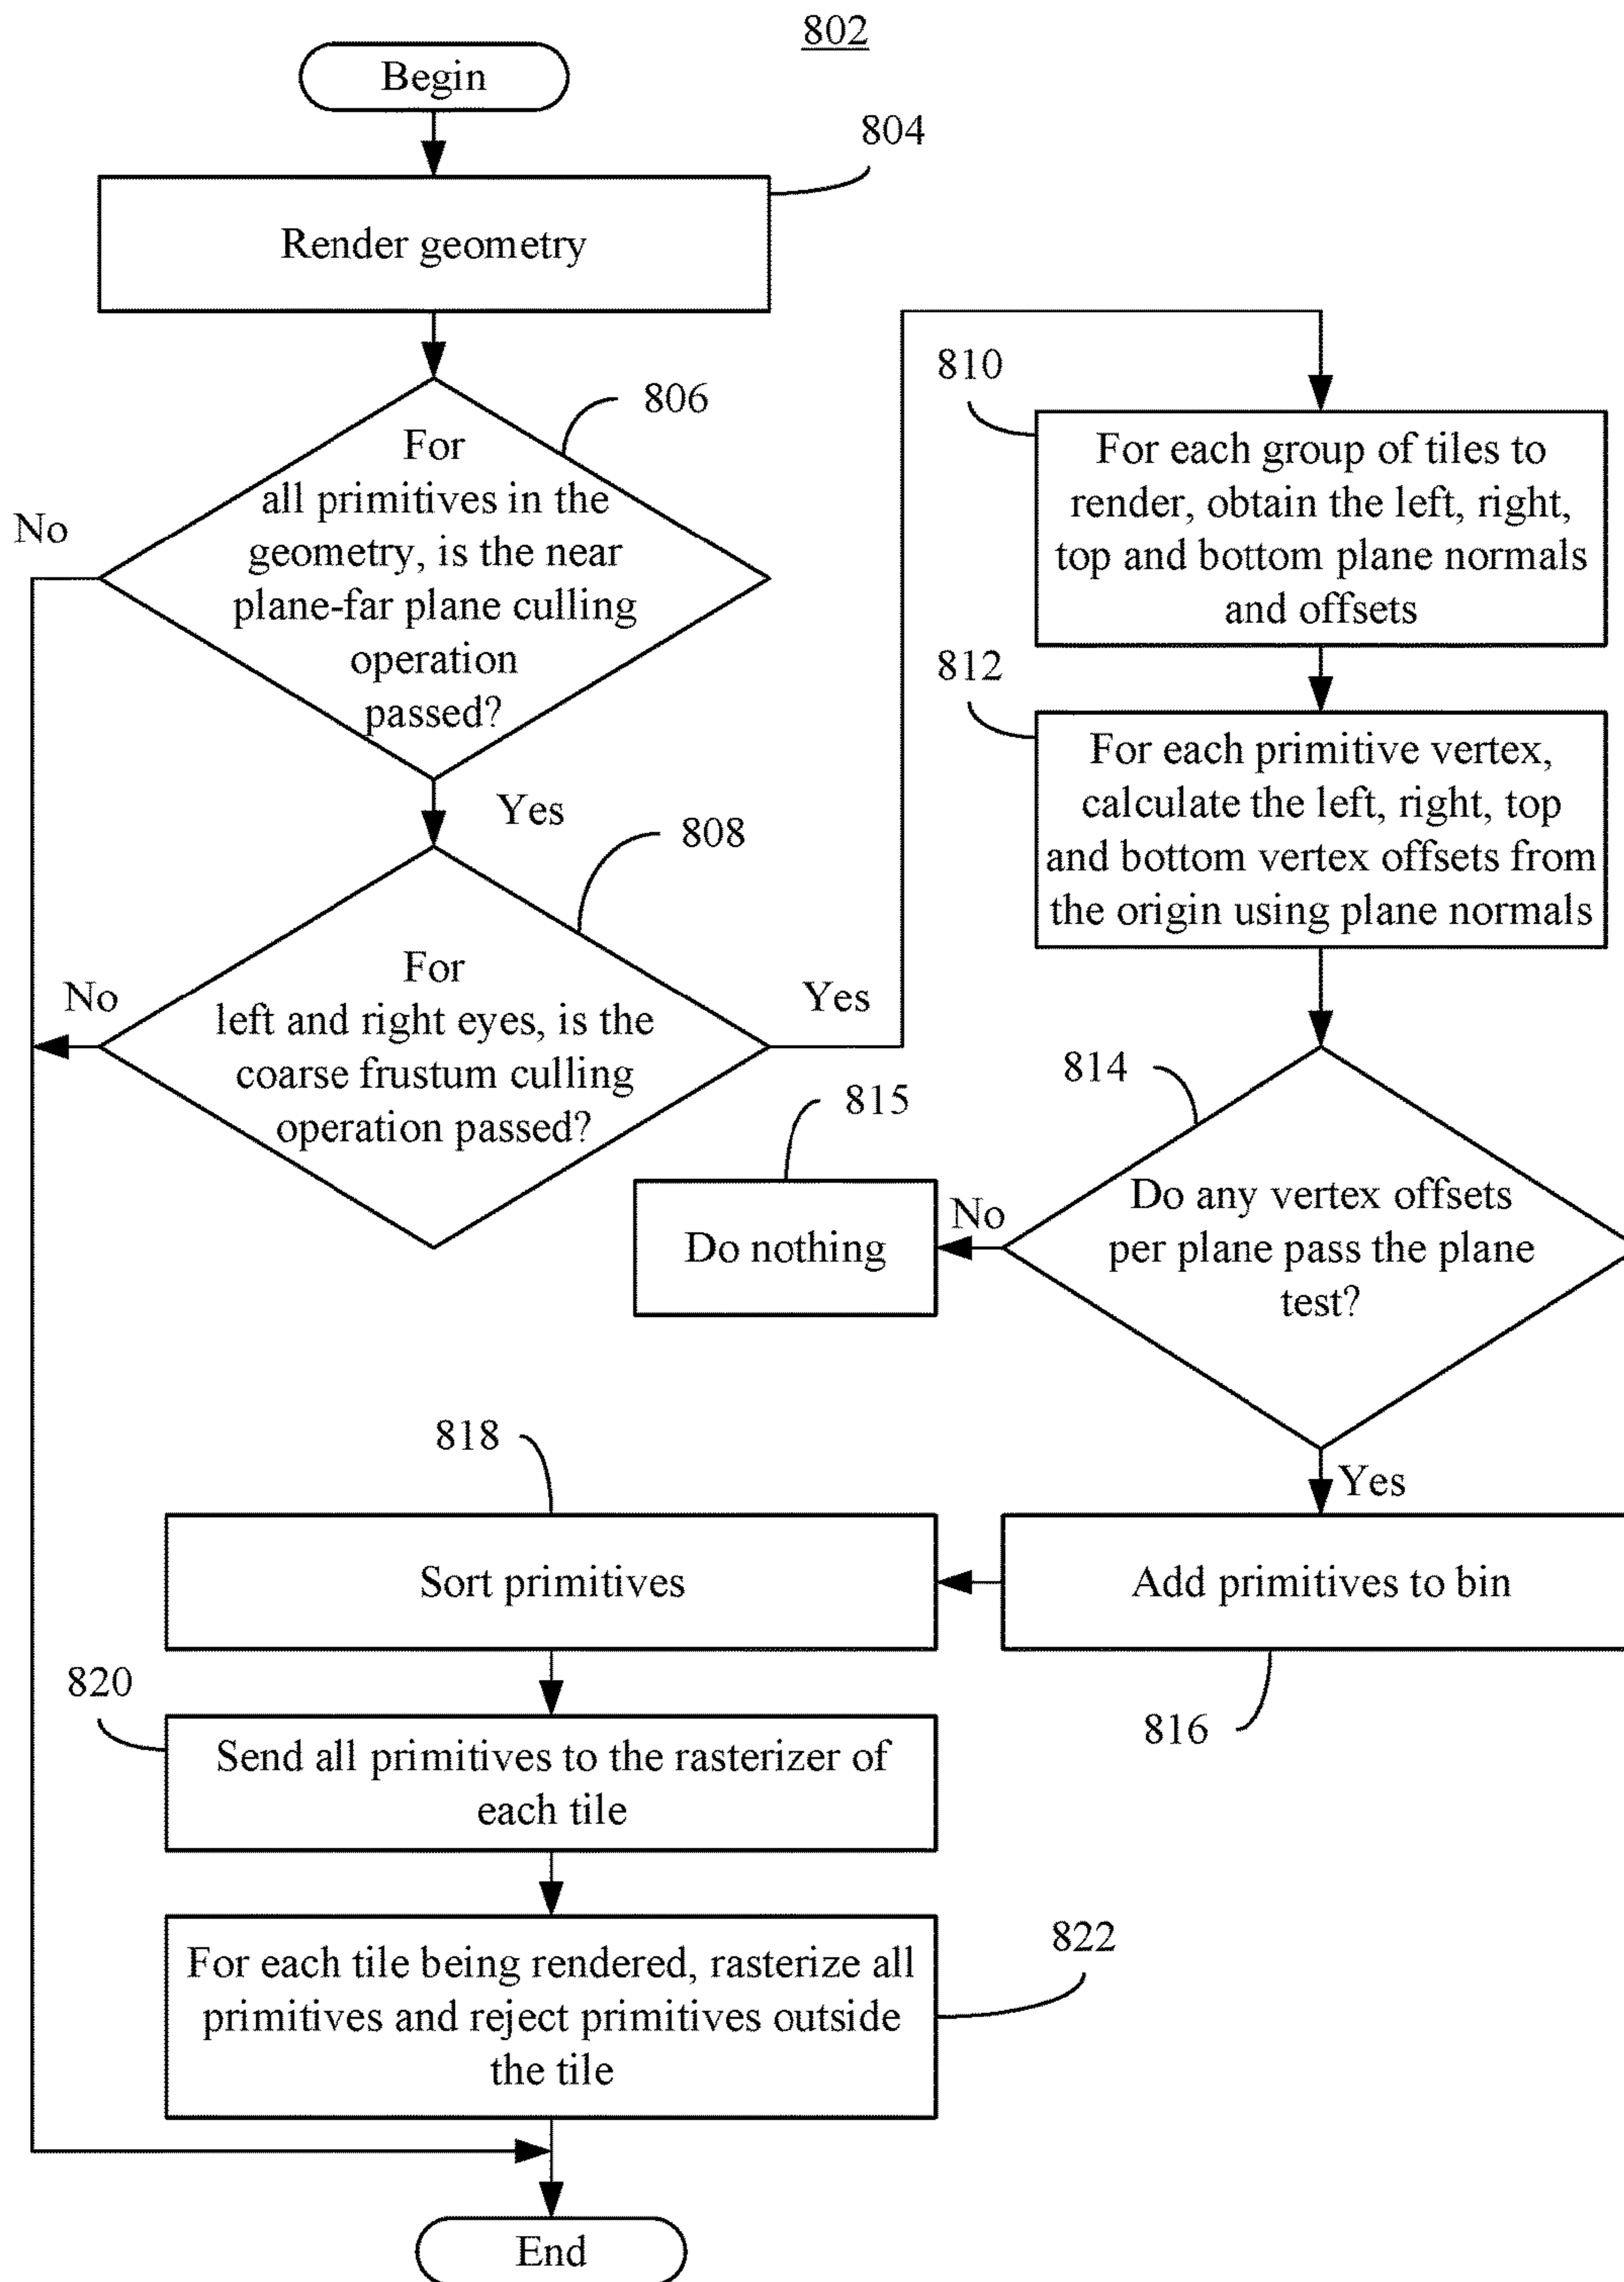 802
Begin
804
Render geometry
806
For
all primitives in the
geometry, is the near
plane-far plane culling
operation
passed?
No
Yes
808
For
left and right eyes, is the
coarse frustum culling
operation passed?
No
Yes
810
For each group of tiles to
render, obtain the left, right,
top and bottom plane normals
and offsets
812
For each primitive vertex,
calculate the left, right, top
and bottom vertex offsets from
the origin using plane normals
814
Do any vertex offsets
per plane pass the plane
test?
No
815
Do nothing
Yes
Add primitives to bin
816
818
Sort primitives
820
Send all primitives to the rasterizer of
each tile
822
For each tile being rendered, rasterize all
primitives and reject primitives outside
the tile
End